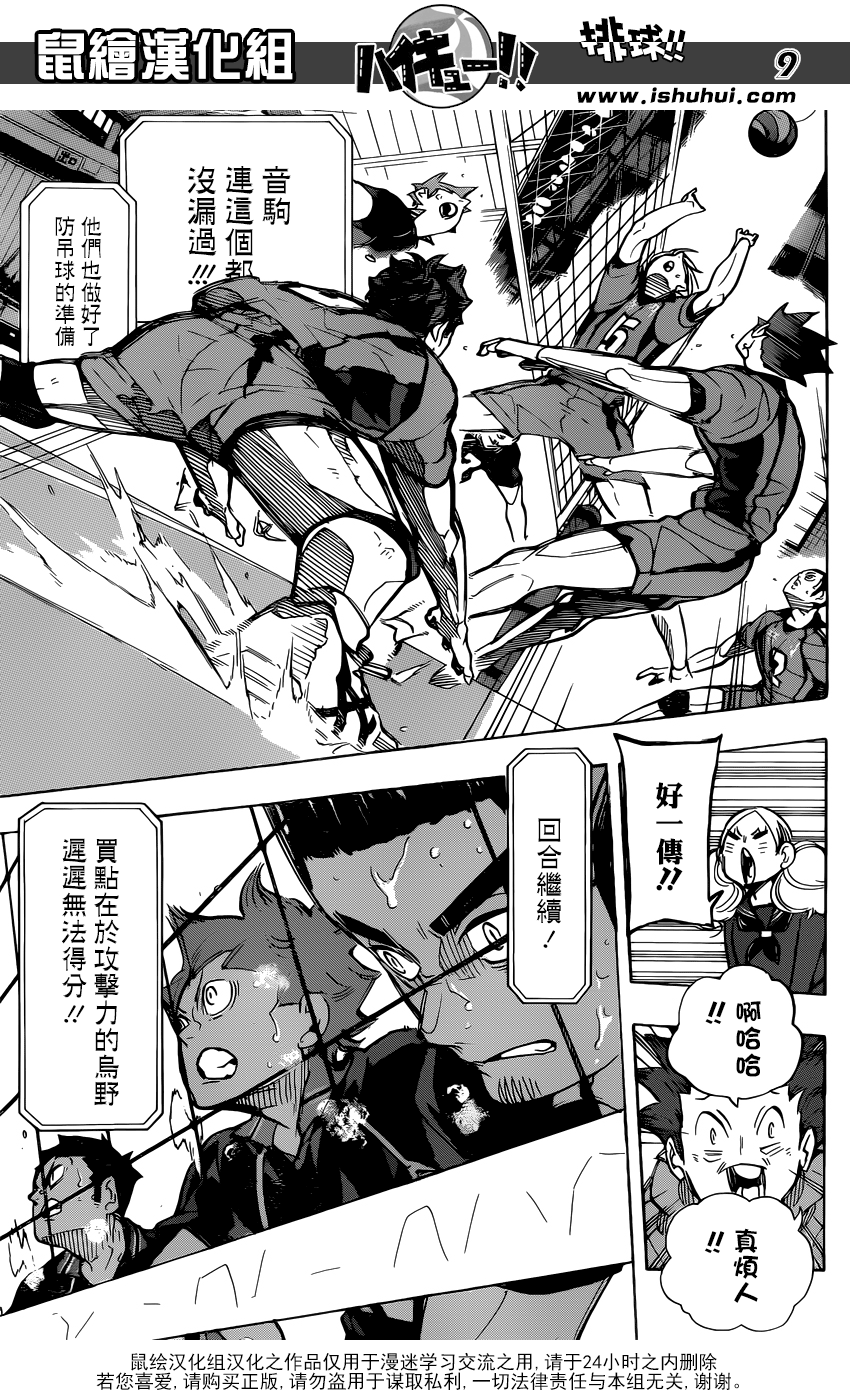 鼠繪漢化組
ハイキュー!!
排球!!
9
www.ishuhui.com
音駒
連這個都
沒漏過!!!
他們也做好了
防吊球的準備
5
好一傳!!
啊哈哈!!
真煩人!!
回合繼續!
買點在於攻擊力的烏野
遲遲無法得分!!
鼠绘汉化组汉化之作品仅用于漫迷学习交流之用,请于24小时之内删除
若您喜爱,请购买正版,请勿盗用于谋取私利,一切法律责任与本组无关,谢谢。